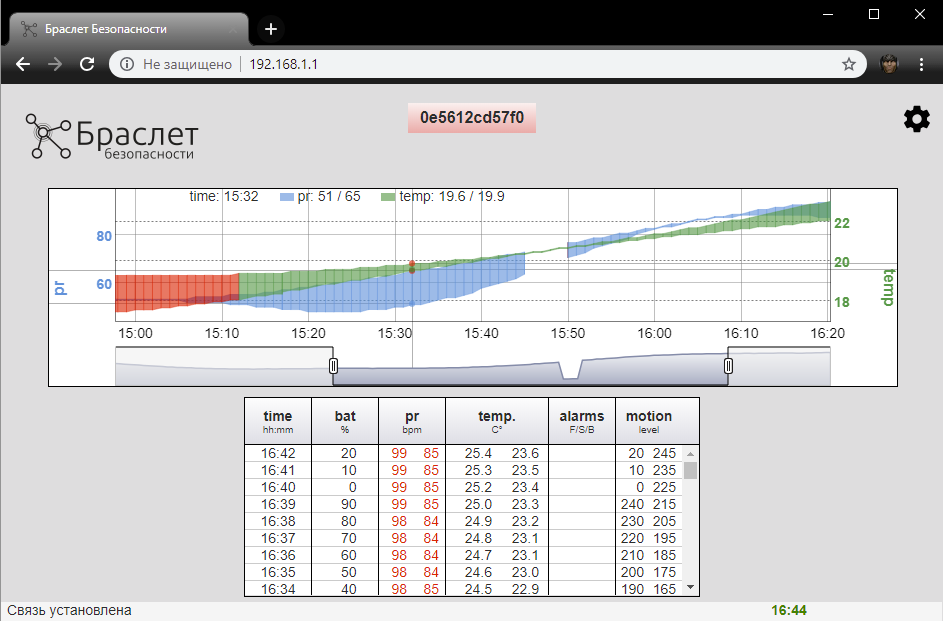 Браслет Безопасности
Не защищено 192.168.1.1
0e5612cd57f0
Браслет
безопасности
time: 15:32 pr: 51 / 65 temp: 19.6 / 19.9
80
60
pr
22
20
18
temp
15:00 15:10 15:20 15:30 15:40 15:50 16:00 16:10 16:20
time bat pr temp. alarms motion
hh:mm % bpm C° F/S/B level
16:42 20 99 85 25.4 23.6 20 245
16:41 10 99 85 25.3 23.5 10 235
16:40 0 99 85 25.2 23.4 0 225
16:39 90 99 85 25.0 23.3 240 215
16:38 80 98 84 24.9 23.2 230 205
16:37 70 98 84 24.8 23.1 220 195
16:36 60 98 84 24.7 23.1 210 185
16:35 50 98 84 24.6 23.0 200 175
16:34 40 98 85 24.5 22.9 190 165
Связь установлена 16:44